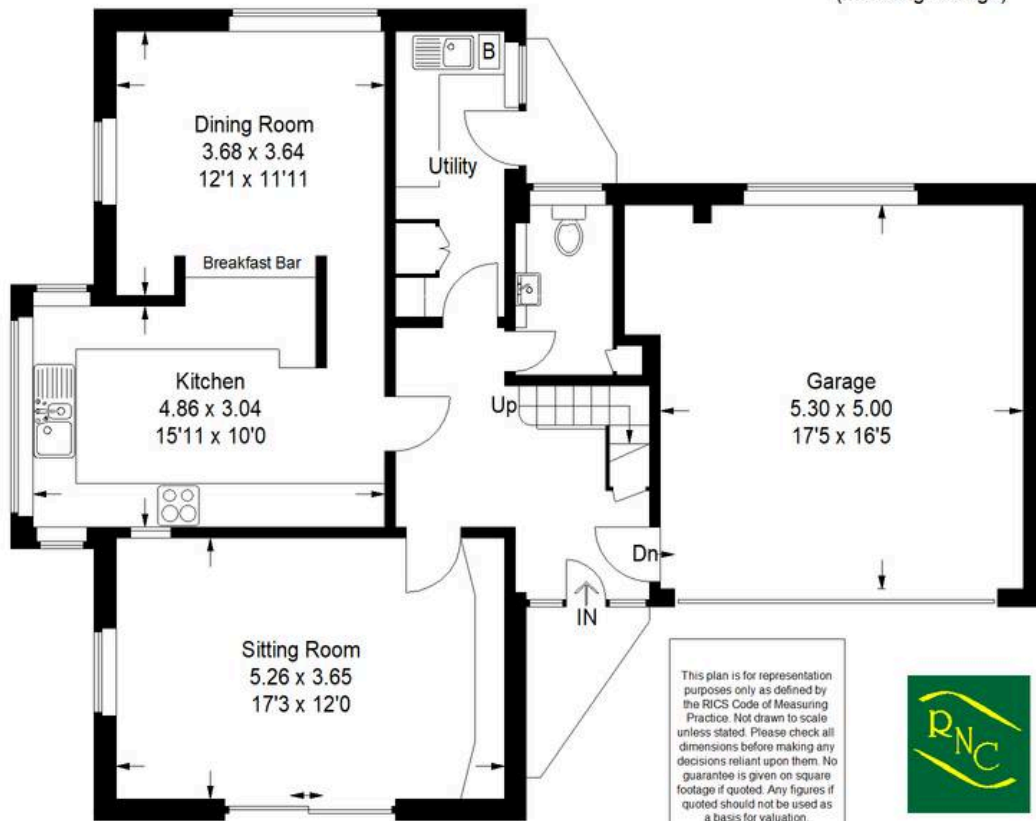 Dining Room
3.68 x 3.64
12'1 x 11'11
B
Utility
Breakfast Bar
Kitchen
4.86 x 3.04
15'11 x 10'0
Up
Garage
5.30 x 5.00
17'5 x 16'5
Dn
IN
Sitting Room
5.26 x 3.65
17'3 x 12'0
This plan is for representation
purposes only as defined by
the RICS Code of Measuring
Practice. Not drawn to scale
unless stated. Please check all
dimensions before making any
decisions reliant upon them. No
guarantee is given on square
footage if quoted. Any figures if
quoted should not be used as
a basis for valuation.
RNC